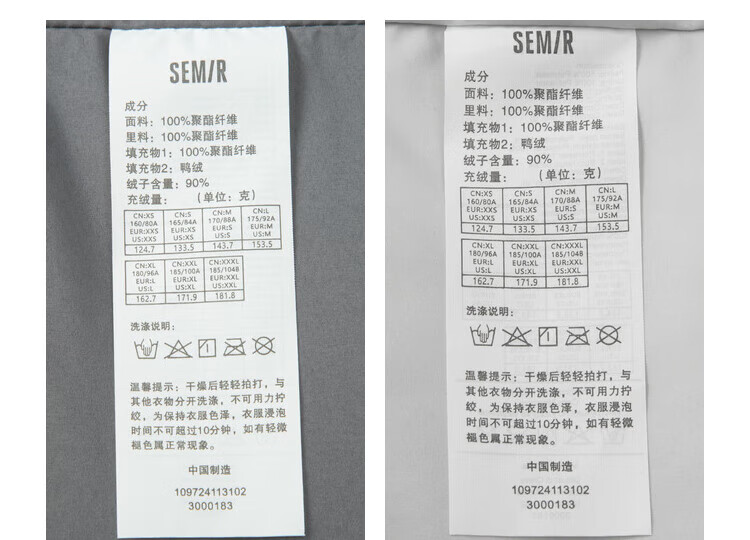 SEMIR
成分
面料：100%聚酯纤维
里料：100%聚酯纤维
填充物1：100%聚酯纤维
填充物2：鸭绒
绒子含量：90%
充绒量：（单位：克）
CN:XS CN:S CN:M CN:L
160/80A 165/84A 170/88A 175/92A
EUR:XXS EUR:XS EUR:S EUR:M
US:XXS US:XS US:S US:M
124.7 133.5 143.7 153.5
CN:XL CN:XXL CN:XXXL
180/96A 185/100A 185/104B
EUR:L EUR:XL EUR:XXL
US:L US:XL US:XXL
162.7 171.9 181.8
洗涤说明：
温馨提示：干燥后轻轻拍打，与
其他衣物分开洗涤，不可用力拧
绞，为保持衣服色泽，衣服浸泡
时间不可超过10分钟，如有轻微
褪色属正常现象。
中国制造
109724113102
3000183
SEMIR
成分
面料：100%聚酯纤维
里料：100%聚酯纤维
填充物1：100%聚酯纤维
填充物2：鸭绒
绒子含量：90%
充绒量：（单位：克）
CN:XS CN:S CN:M CN:L
160/80A 165/84A 170/88A 175/92A
EUR:XXS EUR:XS EUR:S EUR:M
US:XXS US:XS US:S US:M
124.7 133.5 143.7 153.5
CN:XL CN:XXL CN:XXXL
180/96A 185/100A 185/104B
EUR:L EUR:XL EUR:XXL
US:L US:XL US:XXL
162.7 171.9 181.8
洗涤说明：
温馨提示：干燥后轻轻拍打，与
其他衣物分开洗涤，不可用力拧
绞，为保持衣服色泽，衣服浸泡
时间不可超过10分钟，如有轻微
褪色属正常现象。
中国制造
109724113102
3000183